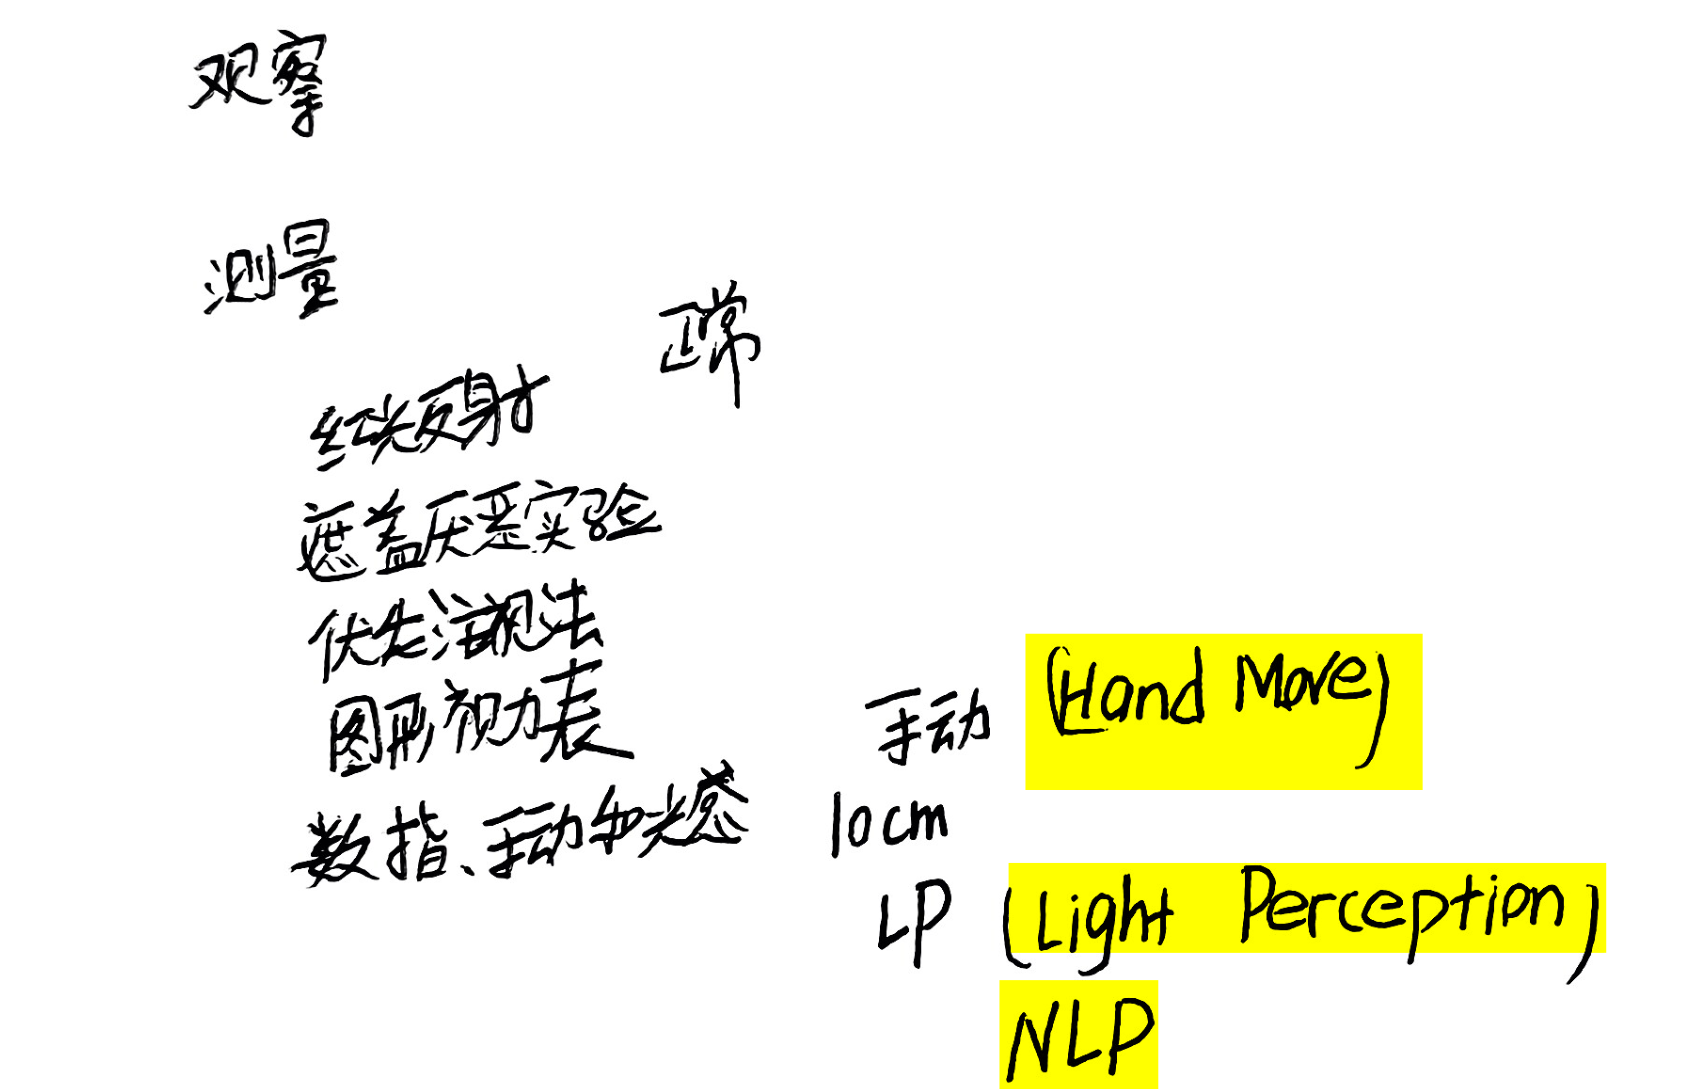 观察
测量
正常
红光反射
遮盖厌恶实验
优先注视法
图形视力表
手动 (Hand Move)
数指、手动和光感 10cm
LP (Light Perception)
NLP